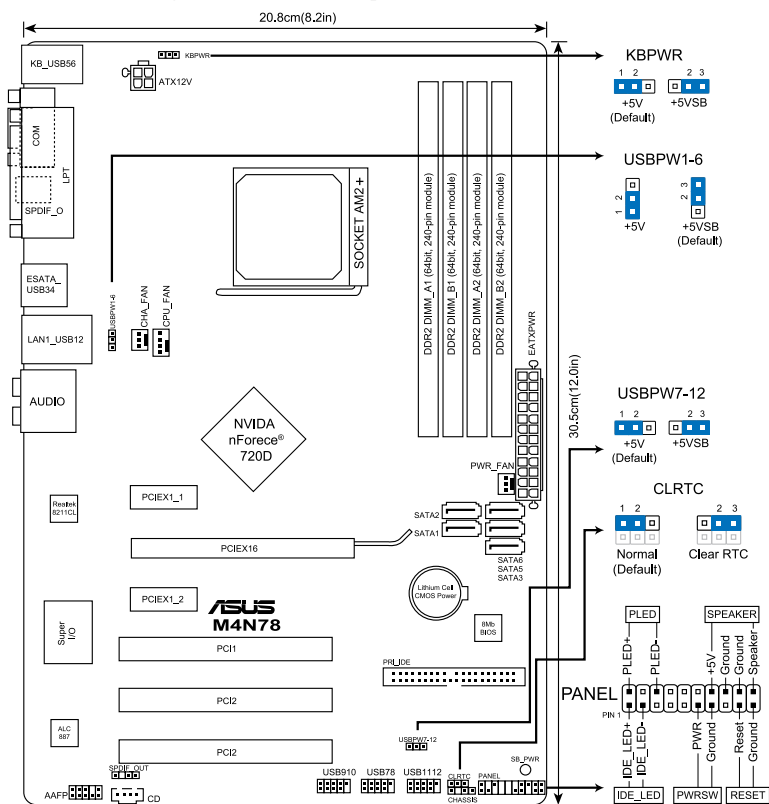 20.8cm(8.2in)
KB_USB56
KBPWR
ATX12V
KBPWR
1 2
2 3
+5V
(Default)
+5VSB
COM
LPT
SPDIF_O
SOCKET AM2+
DDR2 DIMM_A1 (64bit, 240-pin module)
DDR2 DIMM_B1 (64bit, 240-pin module)
DDR2 DIMM_A2 (64bit, 240-pin module)
DDR2 DIMM_B2 (64bit, 240-pin module)
USBPW1-6
1 2
2 3
+5V
+5VSB
(Default)
ESATA_
USB34
USBPW1-6
CHA_FAN
CPU_FAN
LAN1_USB12
EATXPWR
30.5cm(12.0in)
AUDIO
NVIDA
nForece®
720D
USBPW7-12
1 2
2 3
+5V
(Default)
+5VSB
PWR_FAN
Realtek
8211CL
PCIEX1_1
SATA2
SATA1
PCIEX16
SATA6
SATA5
SATA3
CLRTC
1 2
2 3
Normal
(Default)
Clear RTC
Lithium Cell
CMOS Power
PCIEX1_2
Super
I/O
ASUS
M4N78
8Mb
BIOS
PCI1
PRI_IDE
PCI2
PCI2
ALC
887
USBPW7-12
SPDIF_OUT
SB_PWR
AAFP
CD
USB910
USB78
USB1112
CLRTC
CHASSIS
PANEL
PLED
SPEAKER
PLED+
PLED-
+5V
Ground
Ground
Speaker
PANEL
PIN 1
IDE_LED+
IDE_LED-
PWR
Ground
Reset
Ground
IDE_LED
PWRSW
RESET